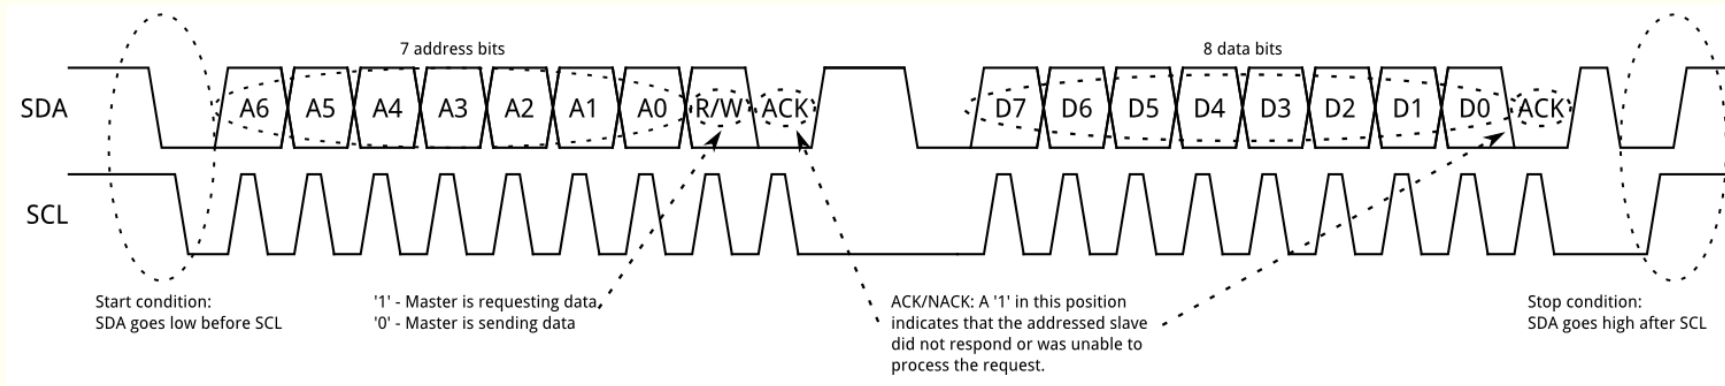 7 address bits
8 data bits
SDA
A6 A5 A4 A3 A2 A1 A0 R/W ACK
D7 D6 D5 D4 D3 D2 D1 D0 ACK
SCL
Start condition:
SDA goes low before SCL
'1' - Master is requesting data
'0' - Master is sending data
ACK/NACK: A '1' in this position
indicates that the addressed slave
did not respond or was unable to
process the request.
Stop condition:
SDA goes high after SCL